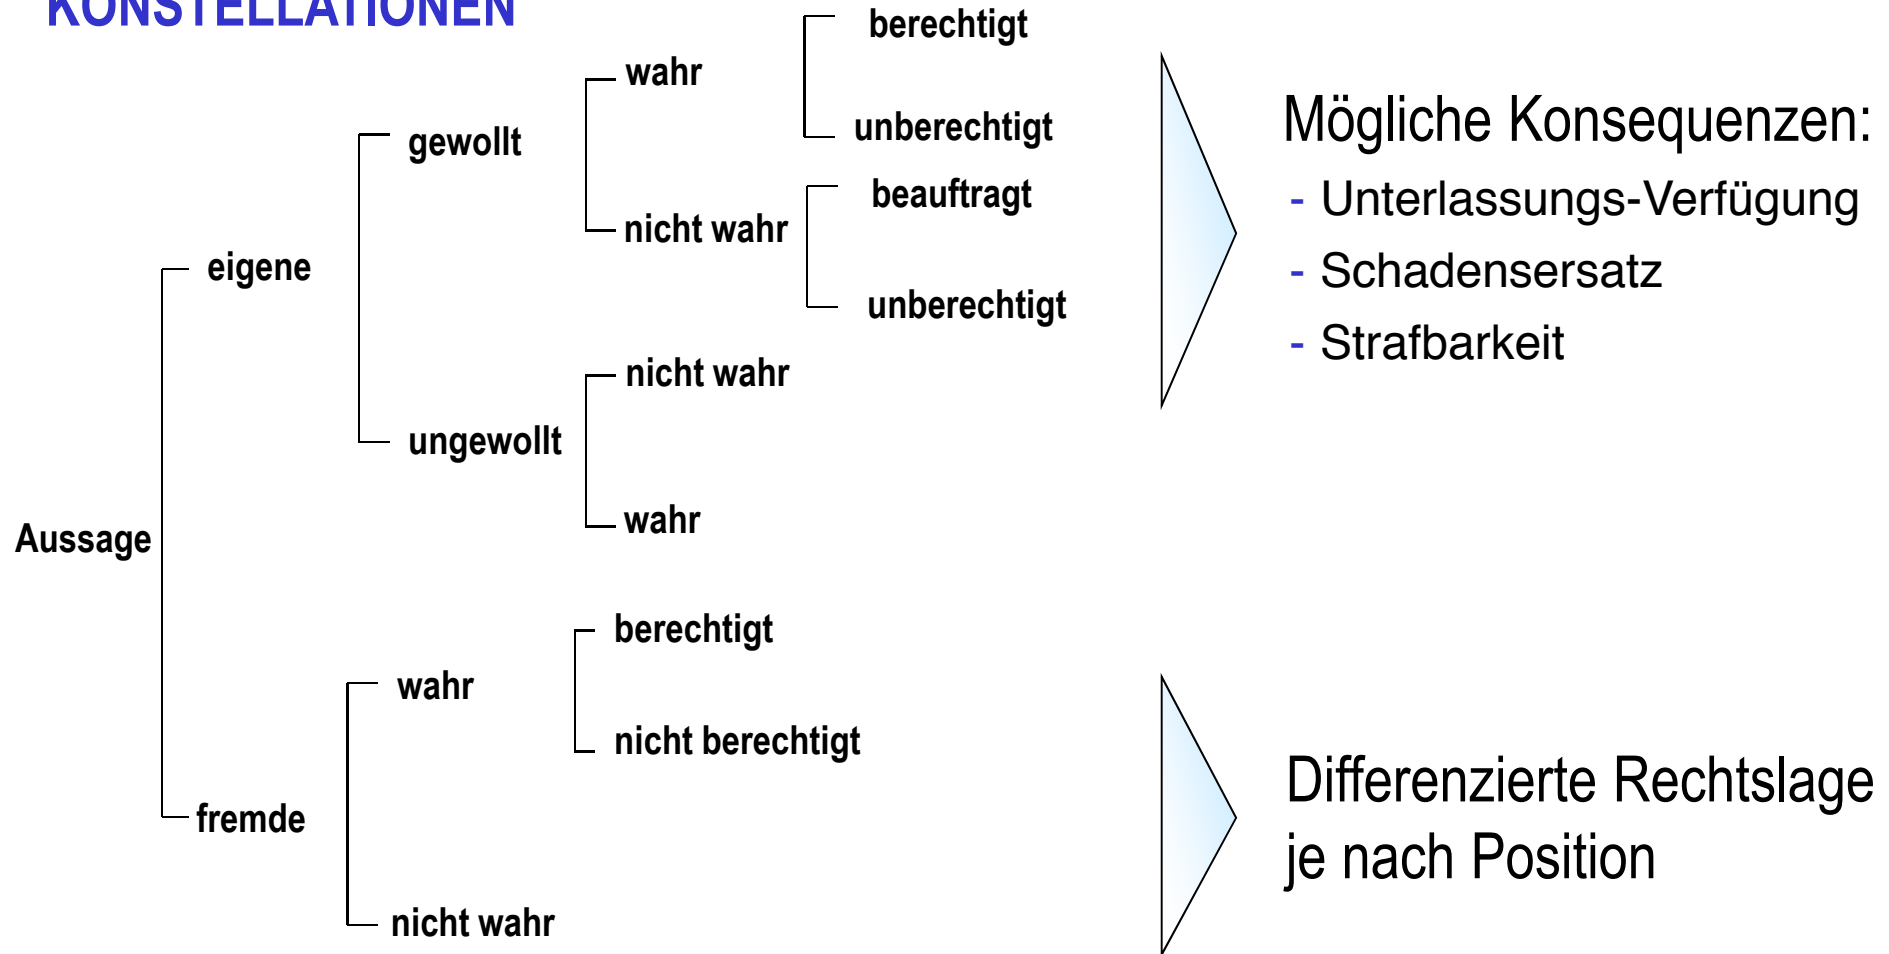 KONSTELLATIONEN
berechtigt
wahr
unberechtigt
gewollt
beauftragt
nicht wahr
eigene
unberechtigt
nicht wahr
ungewollt
wahr
Aussage
berechtigt
wahr
nicht berechtigt
fremde
nicht wahr
Mögliche Konsequenzen:
- Unterlassungs-Verfügung
- Schadensersatz
- Strafbarkeit
Differenzierte Rechtslage
je nach Position